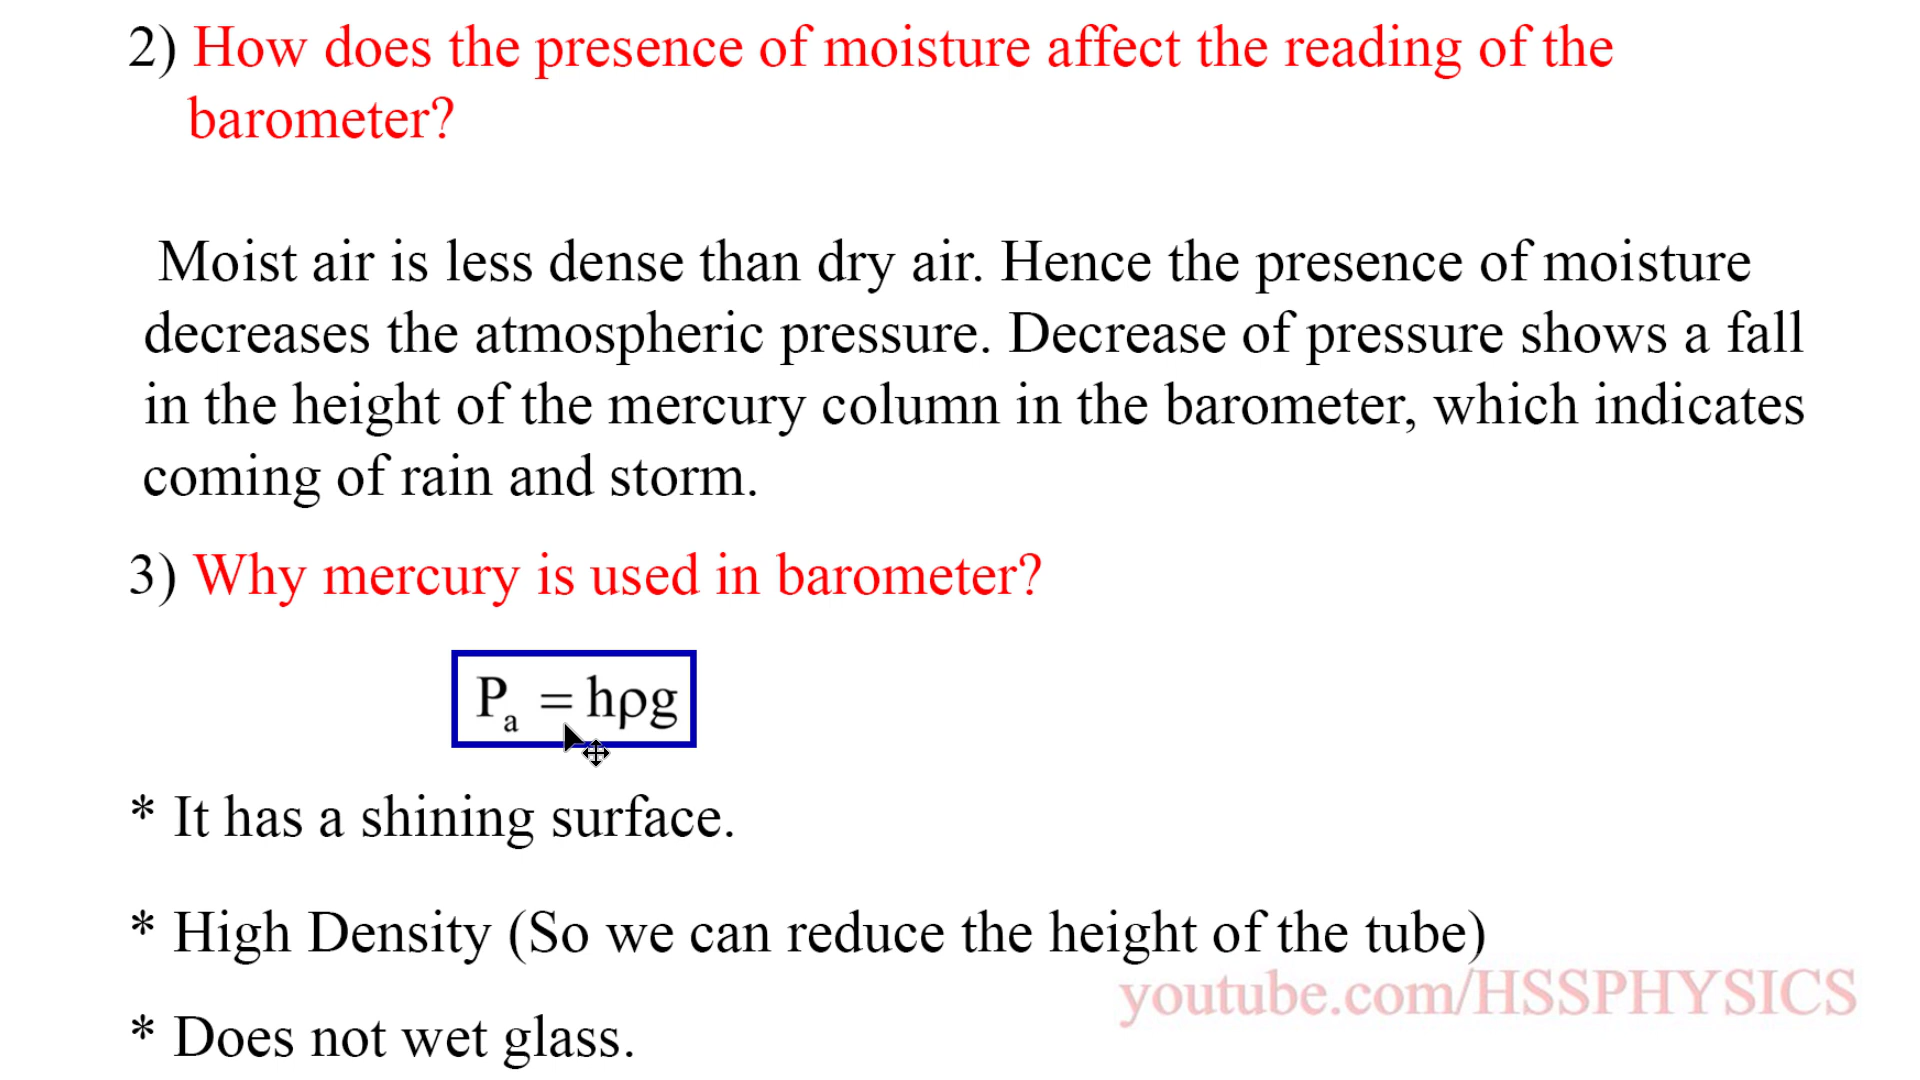 2) How does the presence of moisture affect the reading of the
barometer?
Moist air is less dense than dry air. Hence the presence of moisture
decreases the atmospheric pressure. Decrease of pressure shows a fall
in the height of the mercury column in the barometer, which indicates
coming of rain and storm.
3) Why mercury is used in barometer?
Pₐ = hρg
* It has a shining surface.
* High Density (So we can reduce the height of the tube)
youtube.com/HSSPHYSICS
* Does not wet glass.